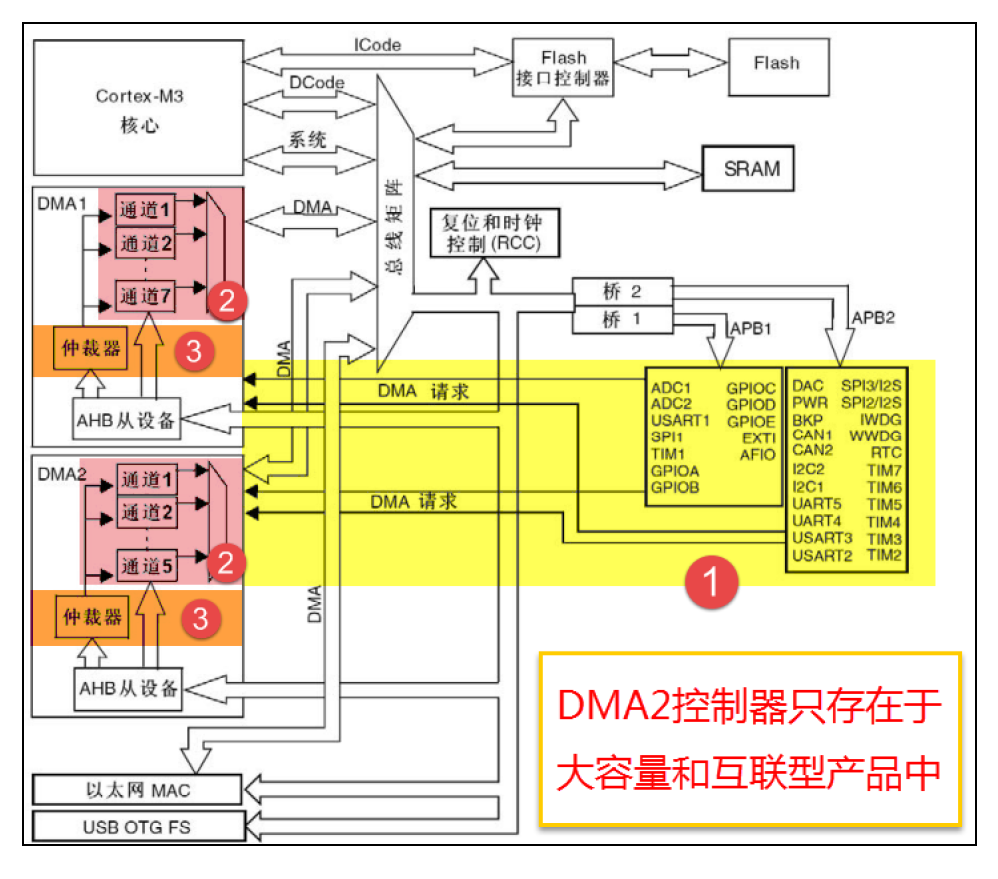 ICode
Cortex-M3
核心
DCode
系统
Flash
接口控制器
Flash
SRAM
DMA1
通道1
通道2
通道7
2
仲裁器
3
AHB从设备
DMA
总线矩阵
复位和时钟
控制(RCC)
桥 2
桥 1
APB1
APB2
DMA
DMA 请求
ADC1
ADC2
USART1
SPI1
TIM1
GPIOA
GPIOB
GPIOC
GPIOD
GPIOE
EXTI
AFIO
DAC
PWR
BKP
CAN1
CAN2
I2C2
I2C1
UART5
UART4
USART3
USART2
SPI3/I2S
SPI2/I2S
IWDG
WWDG
RTC
TIM7
TIM6
TIM5
TIM4
TIM3
TIM2
DMA2
通道1
通道2
通道5
2
仲裁器
3
AHB从设备
DMA 请求
1
DMA
DMA2控制器只存在于
大容量和互联型产品中
以太网 MAC
USB OTG FS